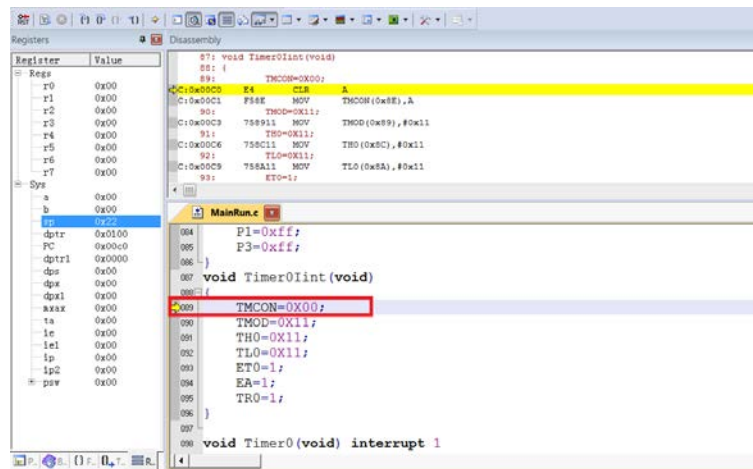 Registers
Register Value
Regs
r0 0x00
r1 0x00
r2 0x00
r3 0x00
r4 0x00
r5 0x00
r6 0x00
r7 0x00
Sys
a 0x00
b 0x00
sp 0x22
dptr 0x0100
PC 0x00c0
dptr1 0x0000
dps 0x00
dpx 0x00
dpx1 0x00
axax 0x00
ta 0x00
ie 0x00
ie1 0x00
ip 0x00
ip2 0x00
psw 0x00
Disassembly
87: void Timer0Iint(void)
88: {
89: TMCON=0X00;
C:0x00C0 E4 CLR A
C:0x00C1 F58E MOV TMCON(0x8E),A
90: TMOD=0X11;
C:0x00C3 758911 MOV TMOD(0x89),#0x11
91: TH0=0X11;
C:0x00C6 758C11 MOV TH0(0x8C),#0x11
92: TL0=0X11;
C:0x00C9 758A11 MOV TL0(0x8A),#0x11
93: ET0=1;
MainRun.c
084 P1=0xff;
085 P3=0xff;
086 }
087 void Timer0Iint(void)
088 {
089 TMCON=0X00;
090 TMOD=0X11;
091 TH0=0X11;
092 TL0=0X11;
093 ET0=1;
094 EA=1;
095 TR0=1;
096 }
097
098 void Timer0(void) interrupt 1
P... B... {} F... T... R...